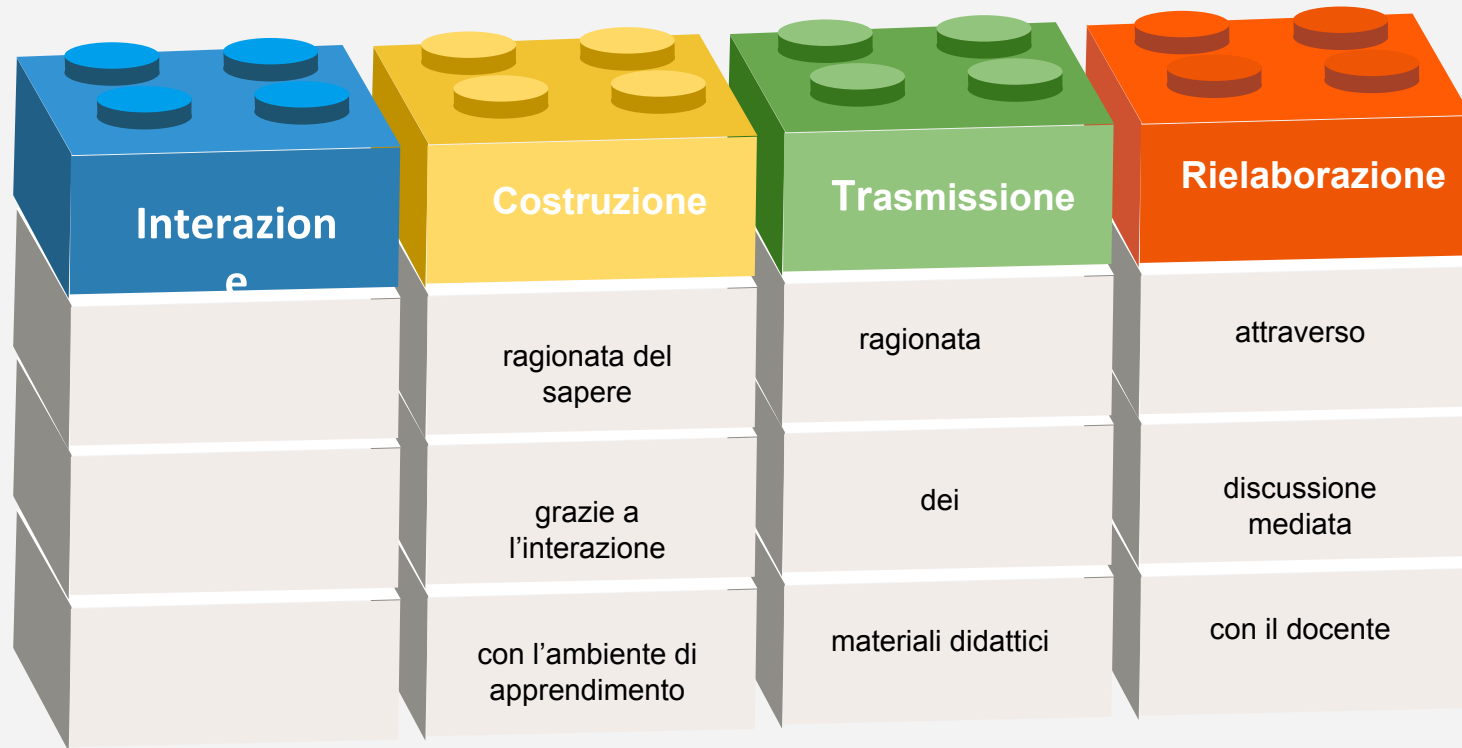 Interazion
e
Costruzione
ragionata del
sapere
grazie a
l’interazione
con l’ambiente di
apprendimento
Trasmissione
ragionata
dei
materiali didattici
Rielaborazione
attraverso
discussione
mediata
con il docente